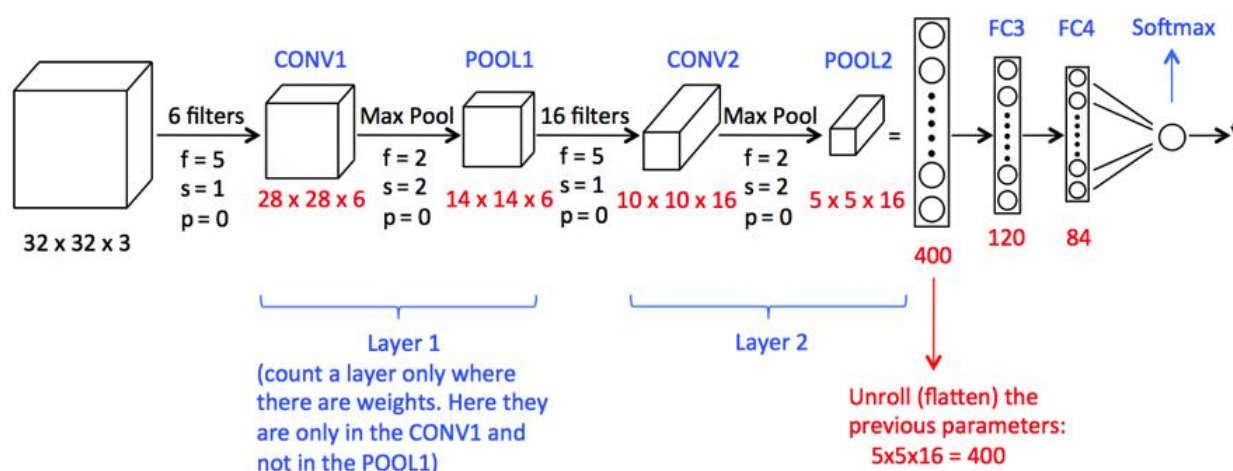 CONV1
POOL1
CONV2
POOL2
FC3
FC4
Softmax
6 filters
f = 5
s = 1
p = 0
Max Pool
f = 2
s = 2
p = 0
16 filters
f = 5
s = 1
p = 0
Max Pool
f = 2
s = 2
p = 0
=
32 x 32 x 3
28 x 28 x 6
14 x 14 x 6
10 x 10 x 16
5 x 5 x 16
400
120
84
Layer 1
(count a layer only where
there are weights. Here they
are only in the CONV1 and
not in the POOL1)
Layer 2
Unroll (flatten) the
previous parameters:
5x5x16 = 400